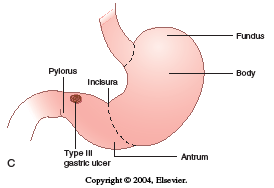 Fundus
Pylorus
Incisura
Body
C
Type III
gastric ulcer
Antrum
Copyright © 2004, Elsevier.